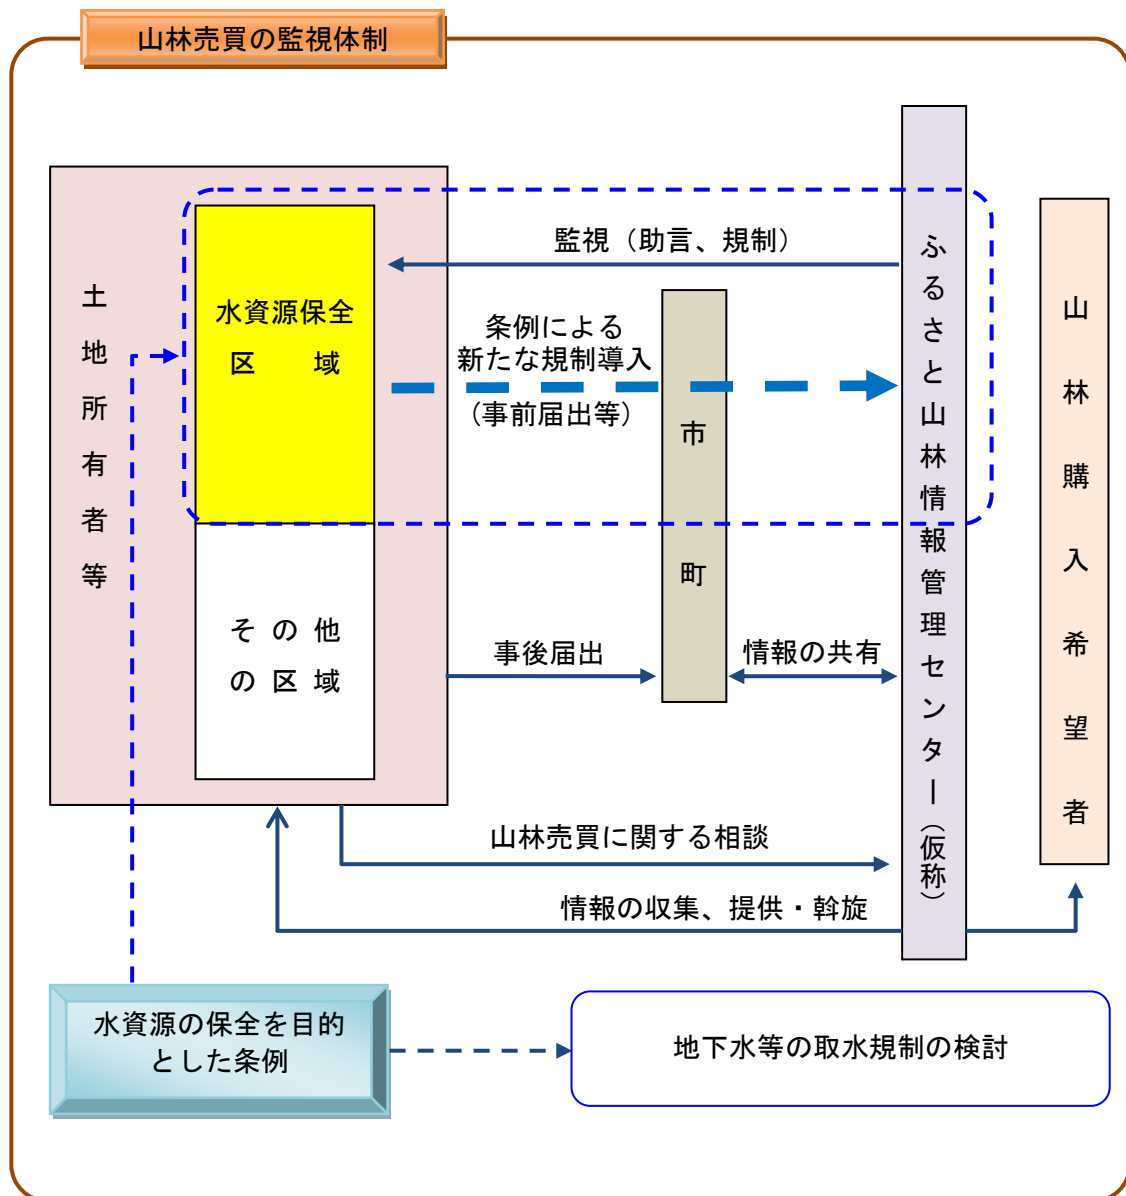 山林売買の監視体制
土地所有者等
水資源保全
区　域
その他
の区域
監視（助言、規制）
条例による
新たな規制導入
（事前届出等）
市町
事後届出
情報の共有
ふるさと山林情報管理センター（仮称）
山林購入希望者
山林売買に関する相談
情報の収集、提供・斡旋
水資源の保全を目的
とした条例
地下水等の取水規制の検討